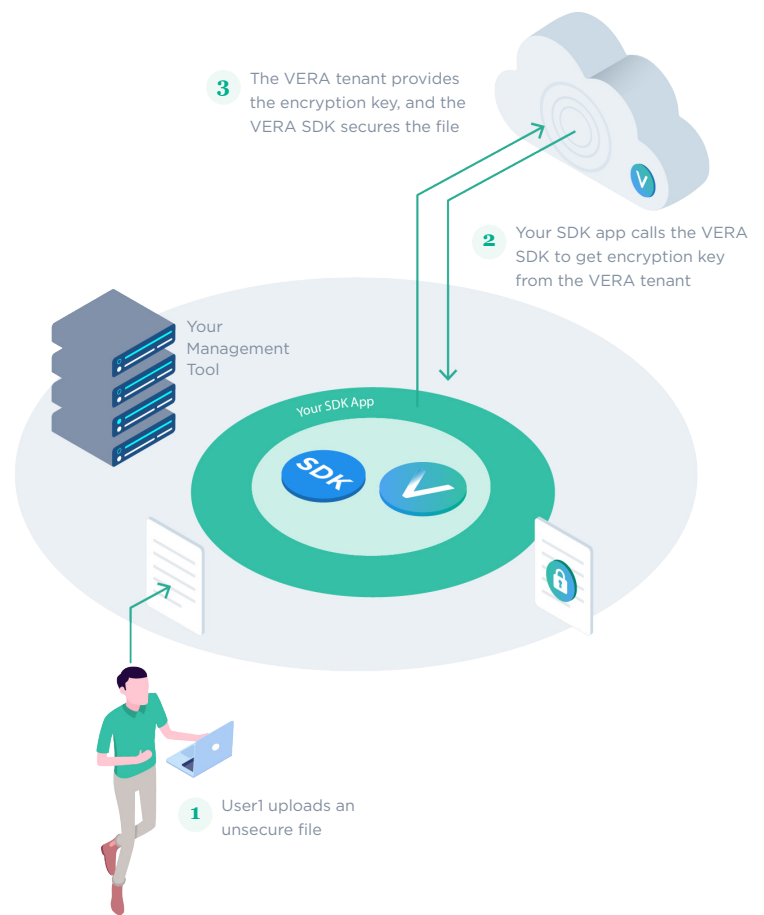 3
The VERA tenant provides
the encryption key, and the
VERA SDK secures the file
2
Your SDK app calls the VERA
SDK to get encryption key
from the VERA tenant
Your
Management
Tool
Your SDK App
SDK
1
User1 uploads an
unsecure file